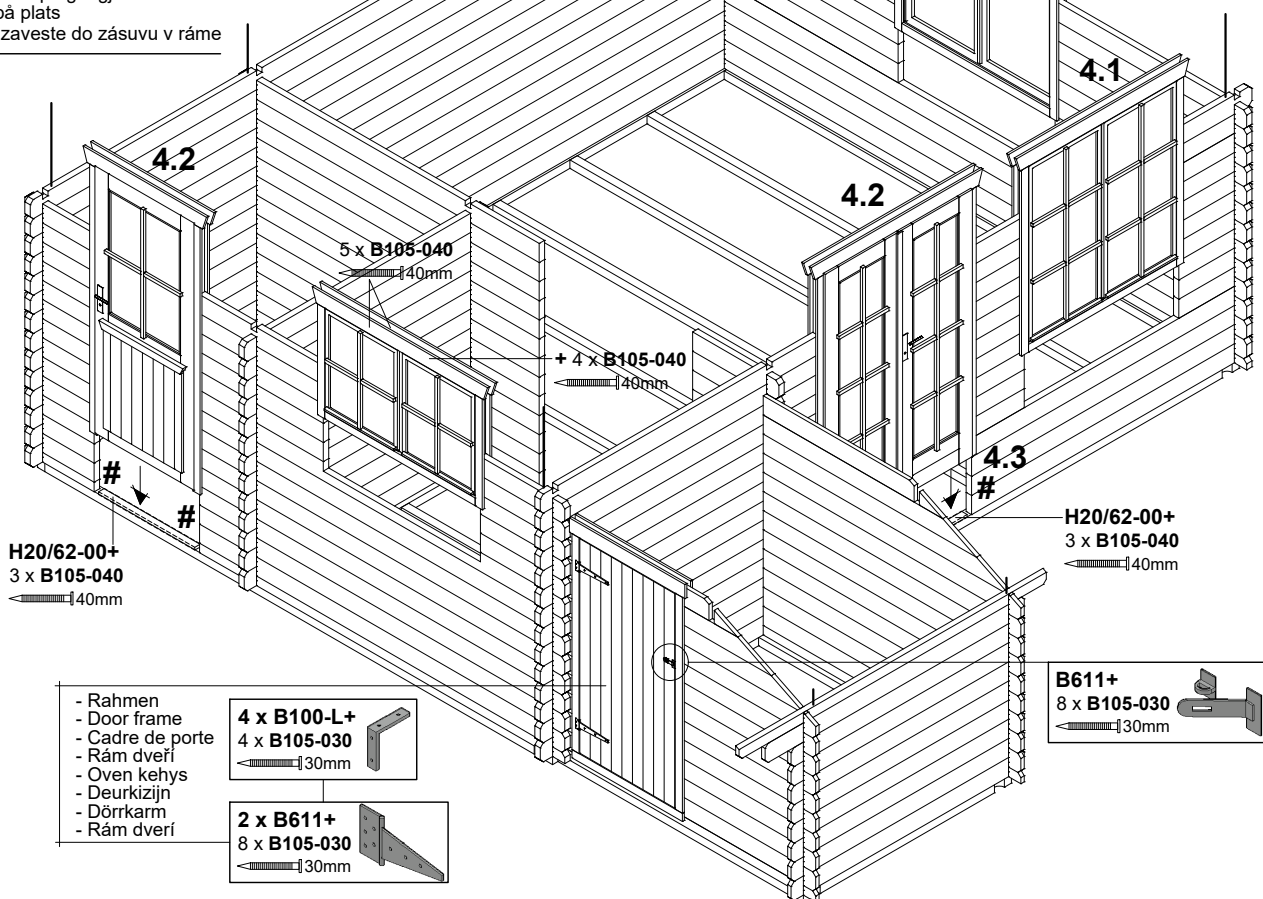 på plats
zaveste do zásuvu v ráme
4.1
4.2
4.2
5 x B105-040
40mm
+ 4 x B105-040
40mm
4.3
#
#
#
H20/62-00+
3 x B105-040
40mm
H20/62-00+
3 x B105-040
40mm
- Rahmen
- Door frame
- Cadre de porte
- Rám dveří
- Oven kehys
- Deurkizijn
- Dörrkarm
- Rám dverí
4 x B100-L+
4 x B105-030
30mm
2 x B611+
8 x B105-030
30mm
B611+
8 x B105-030
30mm